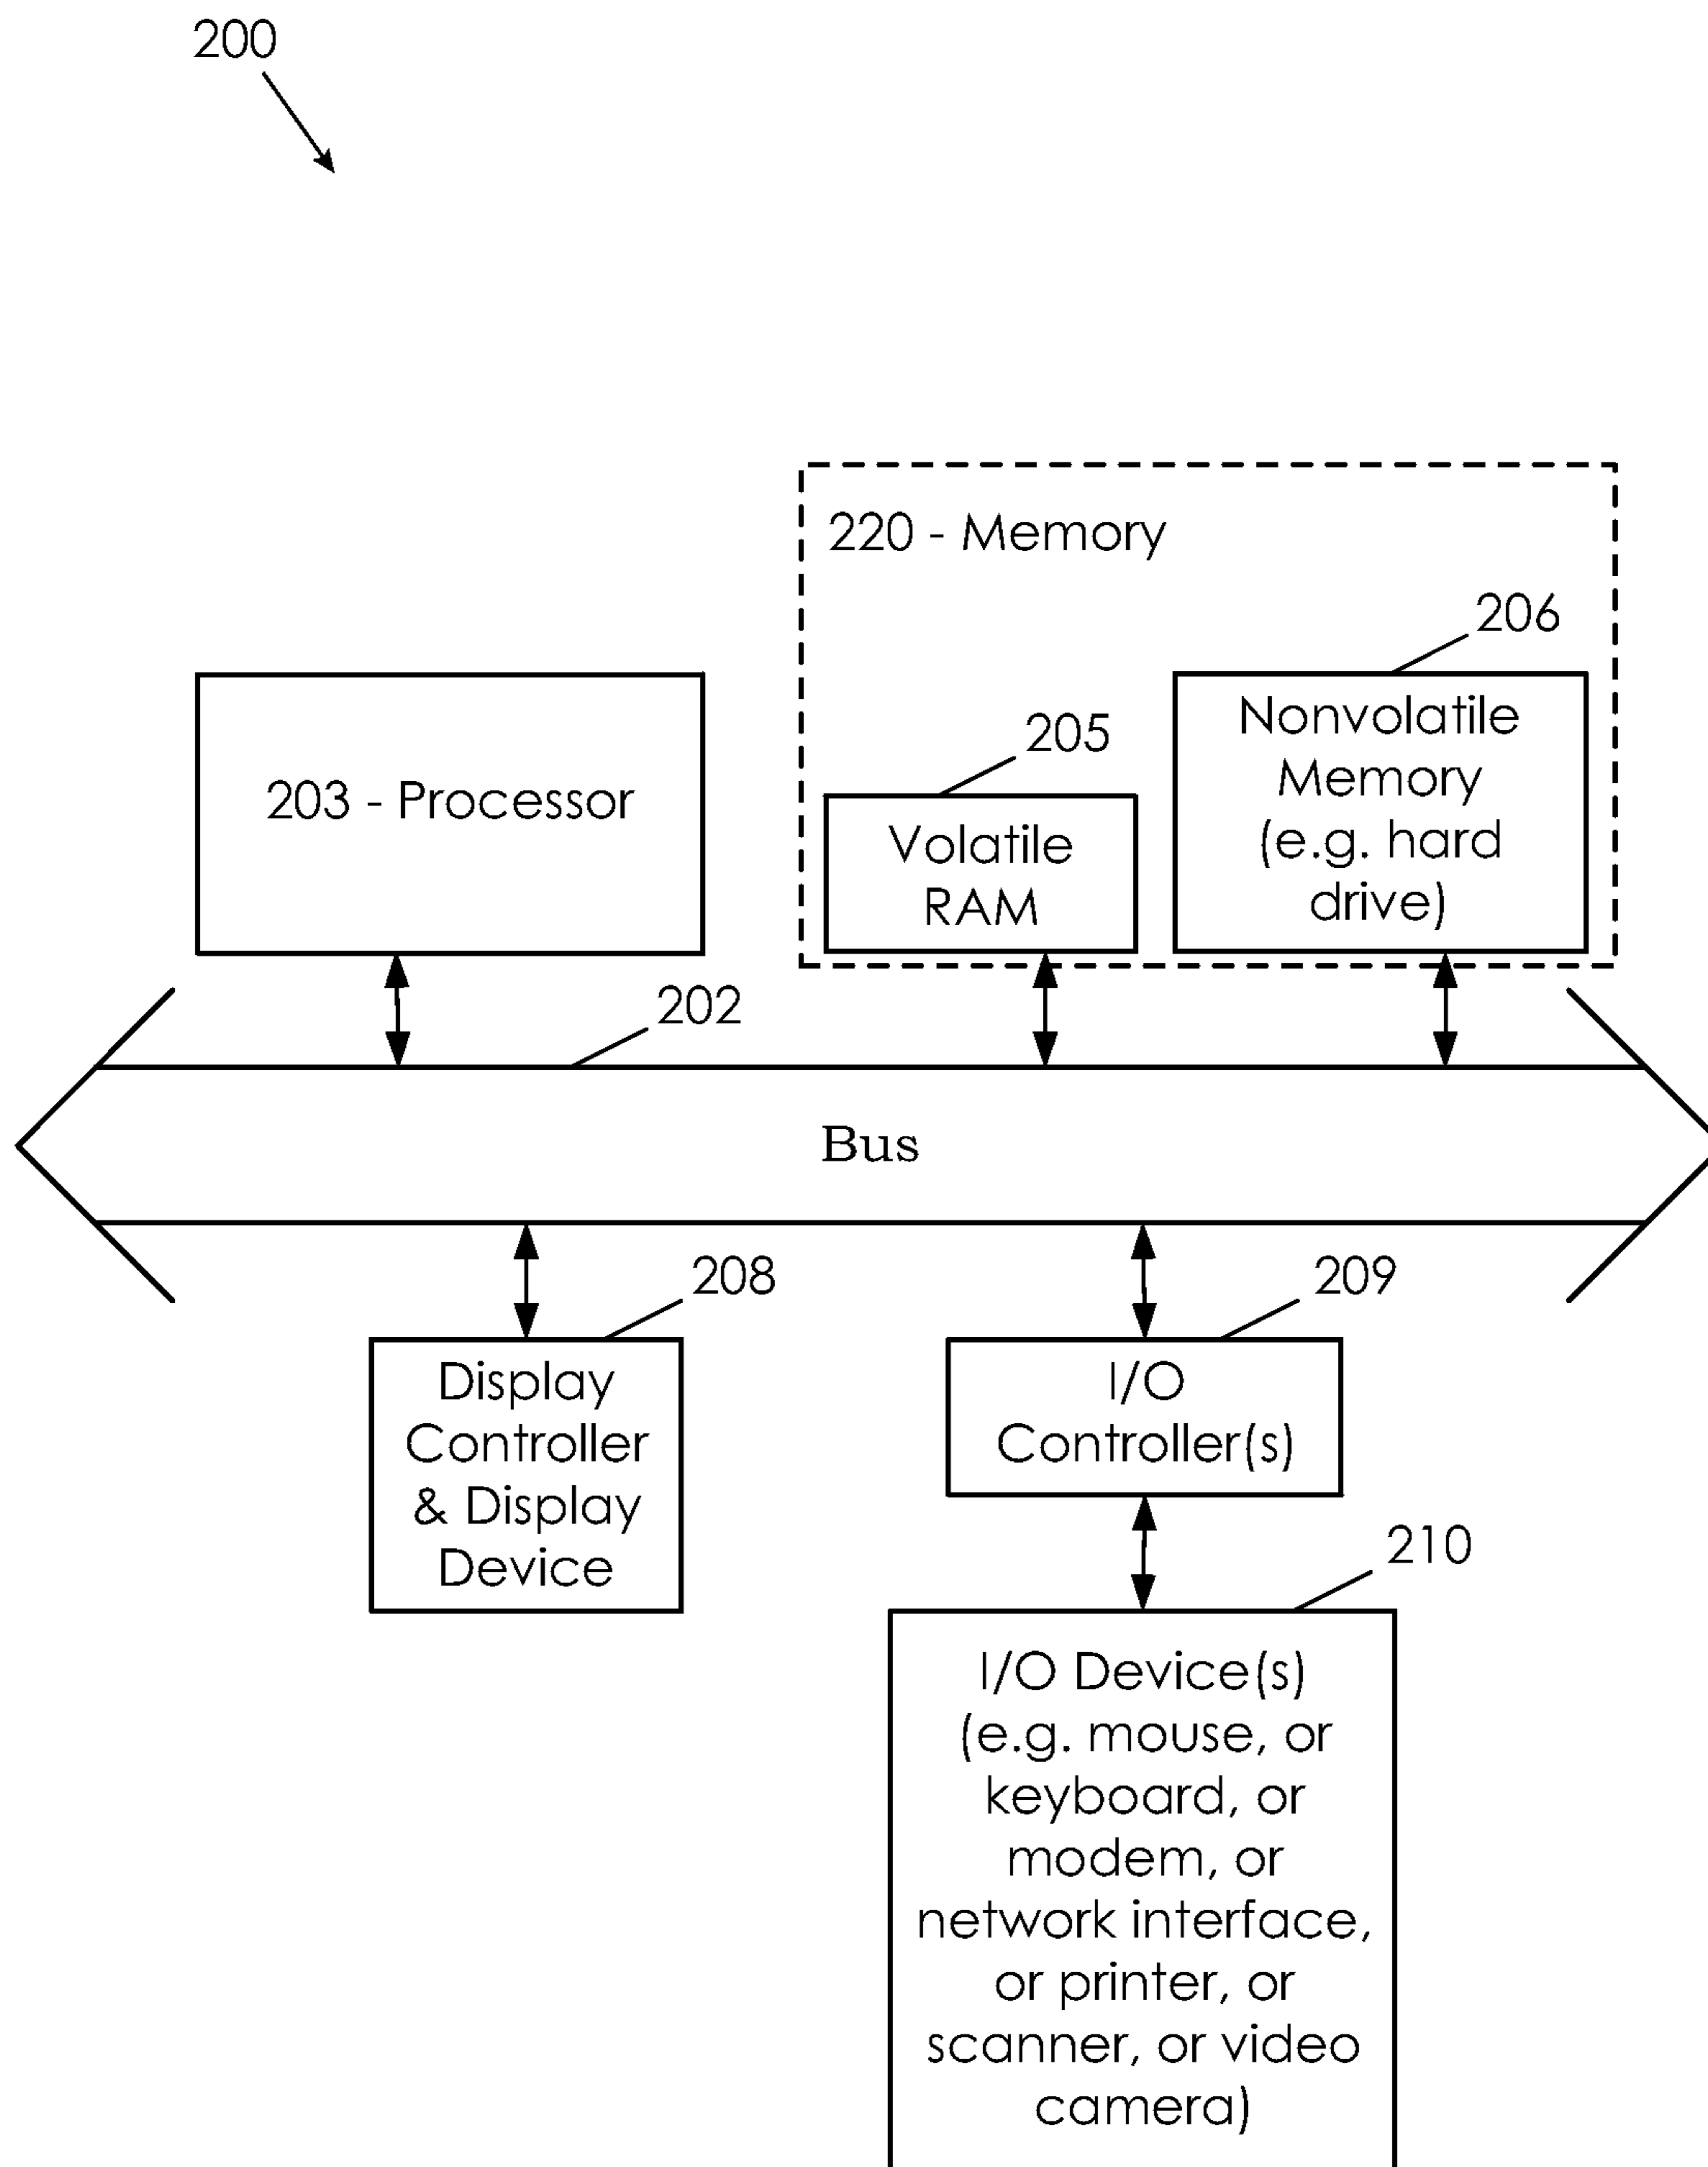 200
220 - Memory
206
205
203 - Processor
Nonvolatile
Memory
(e.g. hard
drive)
Volatile
RAM
202
Bus
208
209
Display
Controller
& Display
Device
I/O
Controller(s)
210
I/O Device(s)
(e.g. mouse, or
keyboard, or
modem, or
network interface,
or printer, or
scanner, or video
camera)